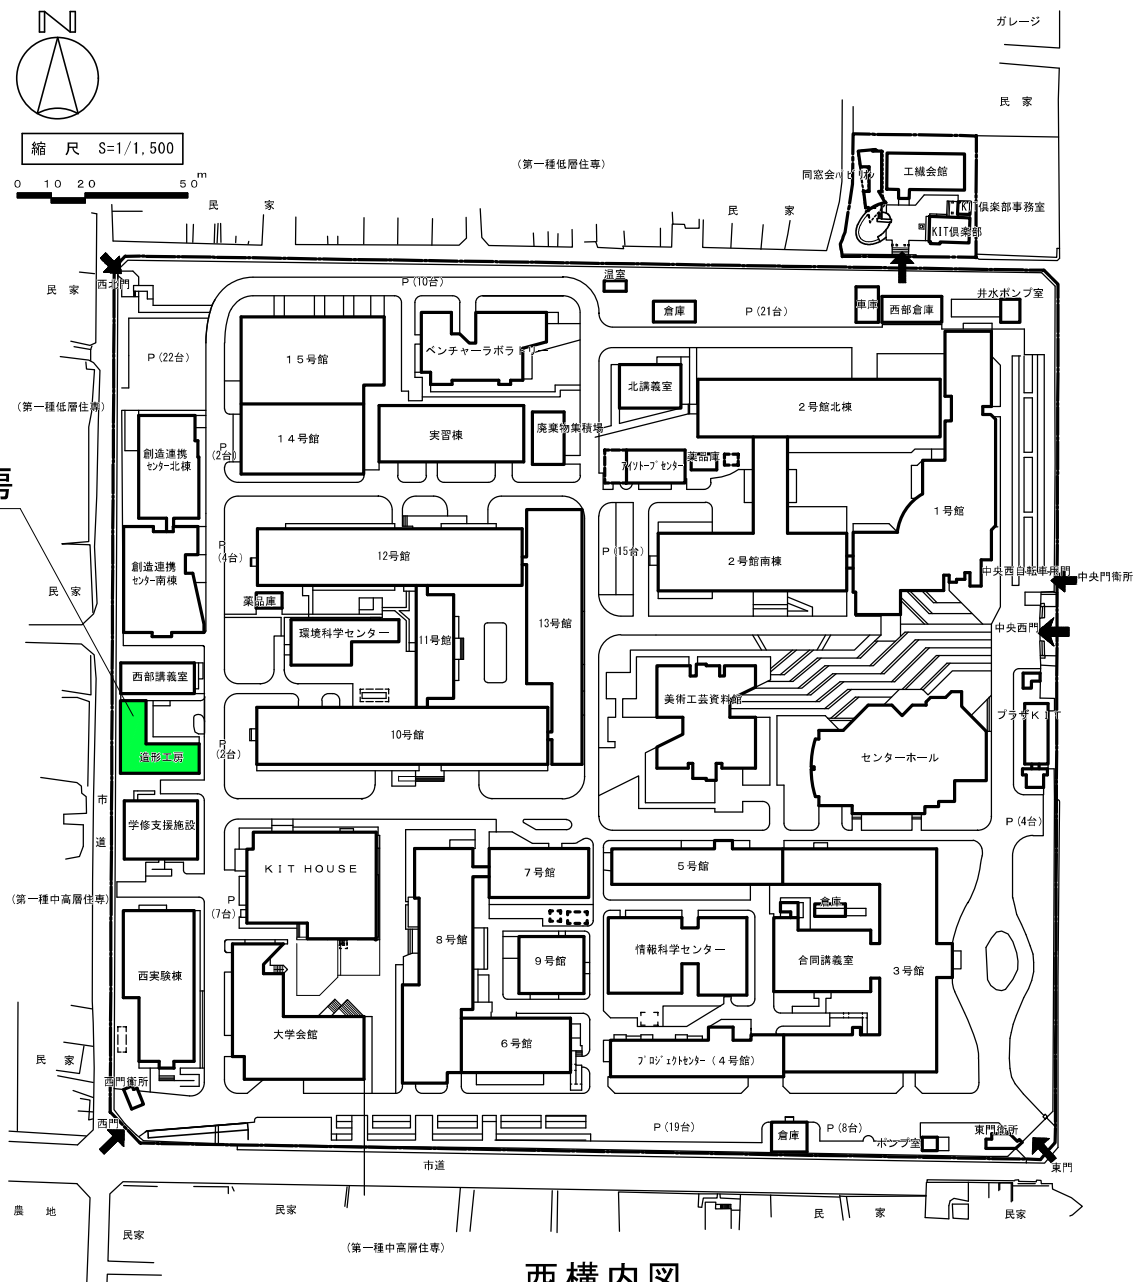 N
ガレージ
民 家
縮 尺 S=1/1,500
0 10 20 50 m
(第一種低層住専)
工繊会館
同窓会パビリオン
KIT倶楽部事務室
KIT倶楽部
民 家
民 家
西北門
民 家
P(10台)
温室
倉庫
P(21台)
車庫
西部倉庫
井水ポンプ室
15号館
ベンチャーラボラトリー
P(22台)
北講義室
2号館北棟
(第一種低層住専)
14号館
実習棟
廃棄物集積場
P
(2台)
創造連携
センター北棟
アイソトープセンター
薬品庫
房
1号館
12号館
P
(4台)
P(15台)
2号館南棟
創造連携
センター南棟
中央西自転車用門
中央門衛所
民 家
薬品庫
環境科学センター
11号館
13号館
中央西門
西部講義室
美術工芸資料館
プラザKIT
10号館
P
(2台)
造形工房
センターホール
市
道
学修支援施設
P(4台)
KIT HOUSE
7号館
5号館
(第一種中高層住専)
P
(7台)
倉庫
8号館
9号館
情報科学センター
合同講義室
3号館
西実験棟
大学会館
6号館
プロジェクトセンター(4号館)
民 家
西門衛所
西門
P(19台)
倉庫
P(8台)
ポンプ室
東門衛所
東門
市道
農 地
民家
民家
民 家
民家
(第一種中高層住専)
西構内図